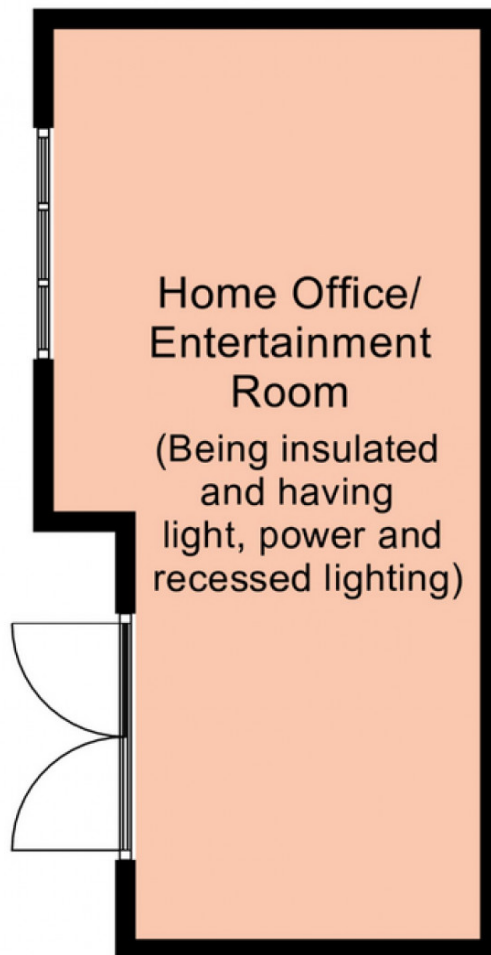 Home Office/
Entertainment
Room
(Being insulated
and having
light, power and
recessed lighting)